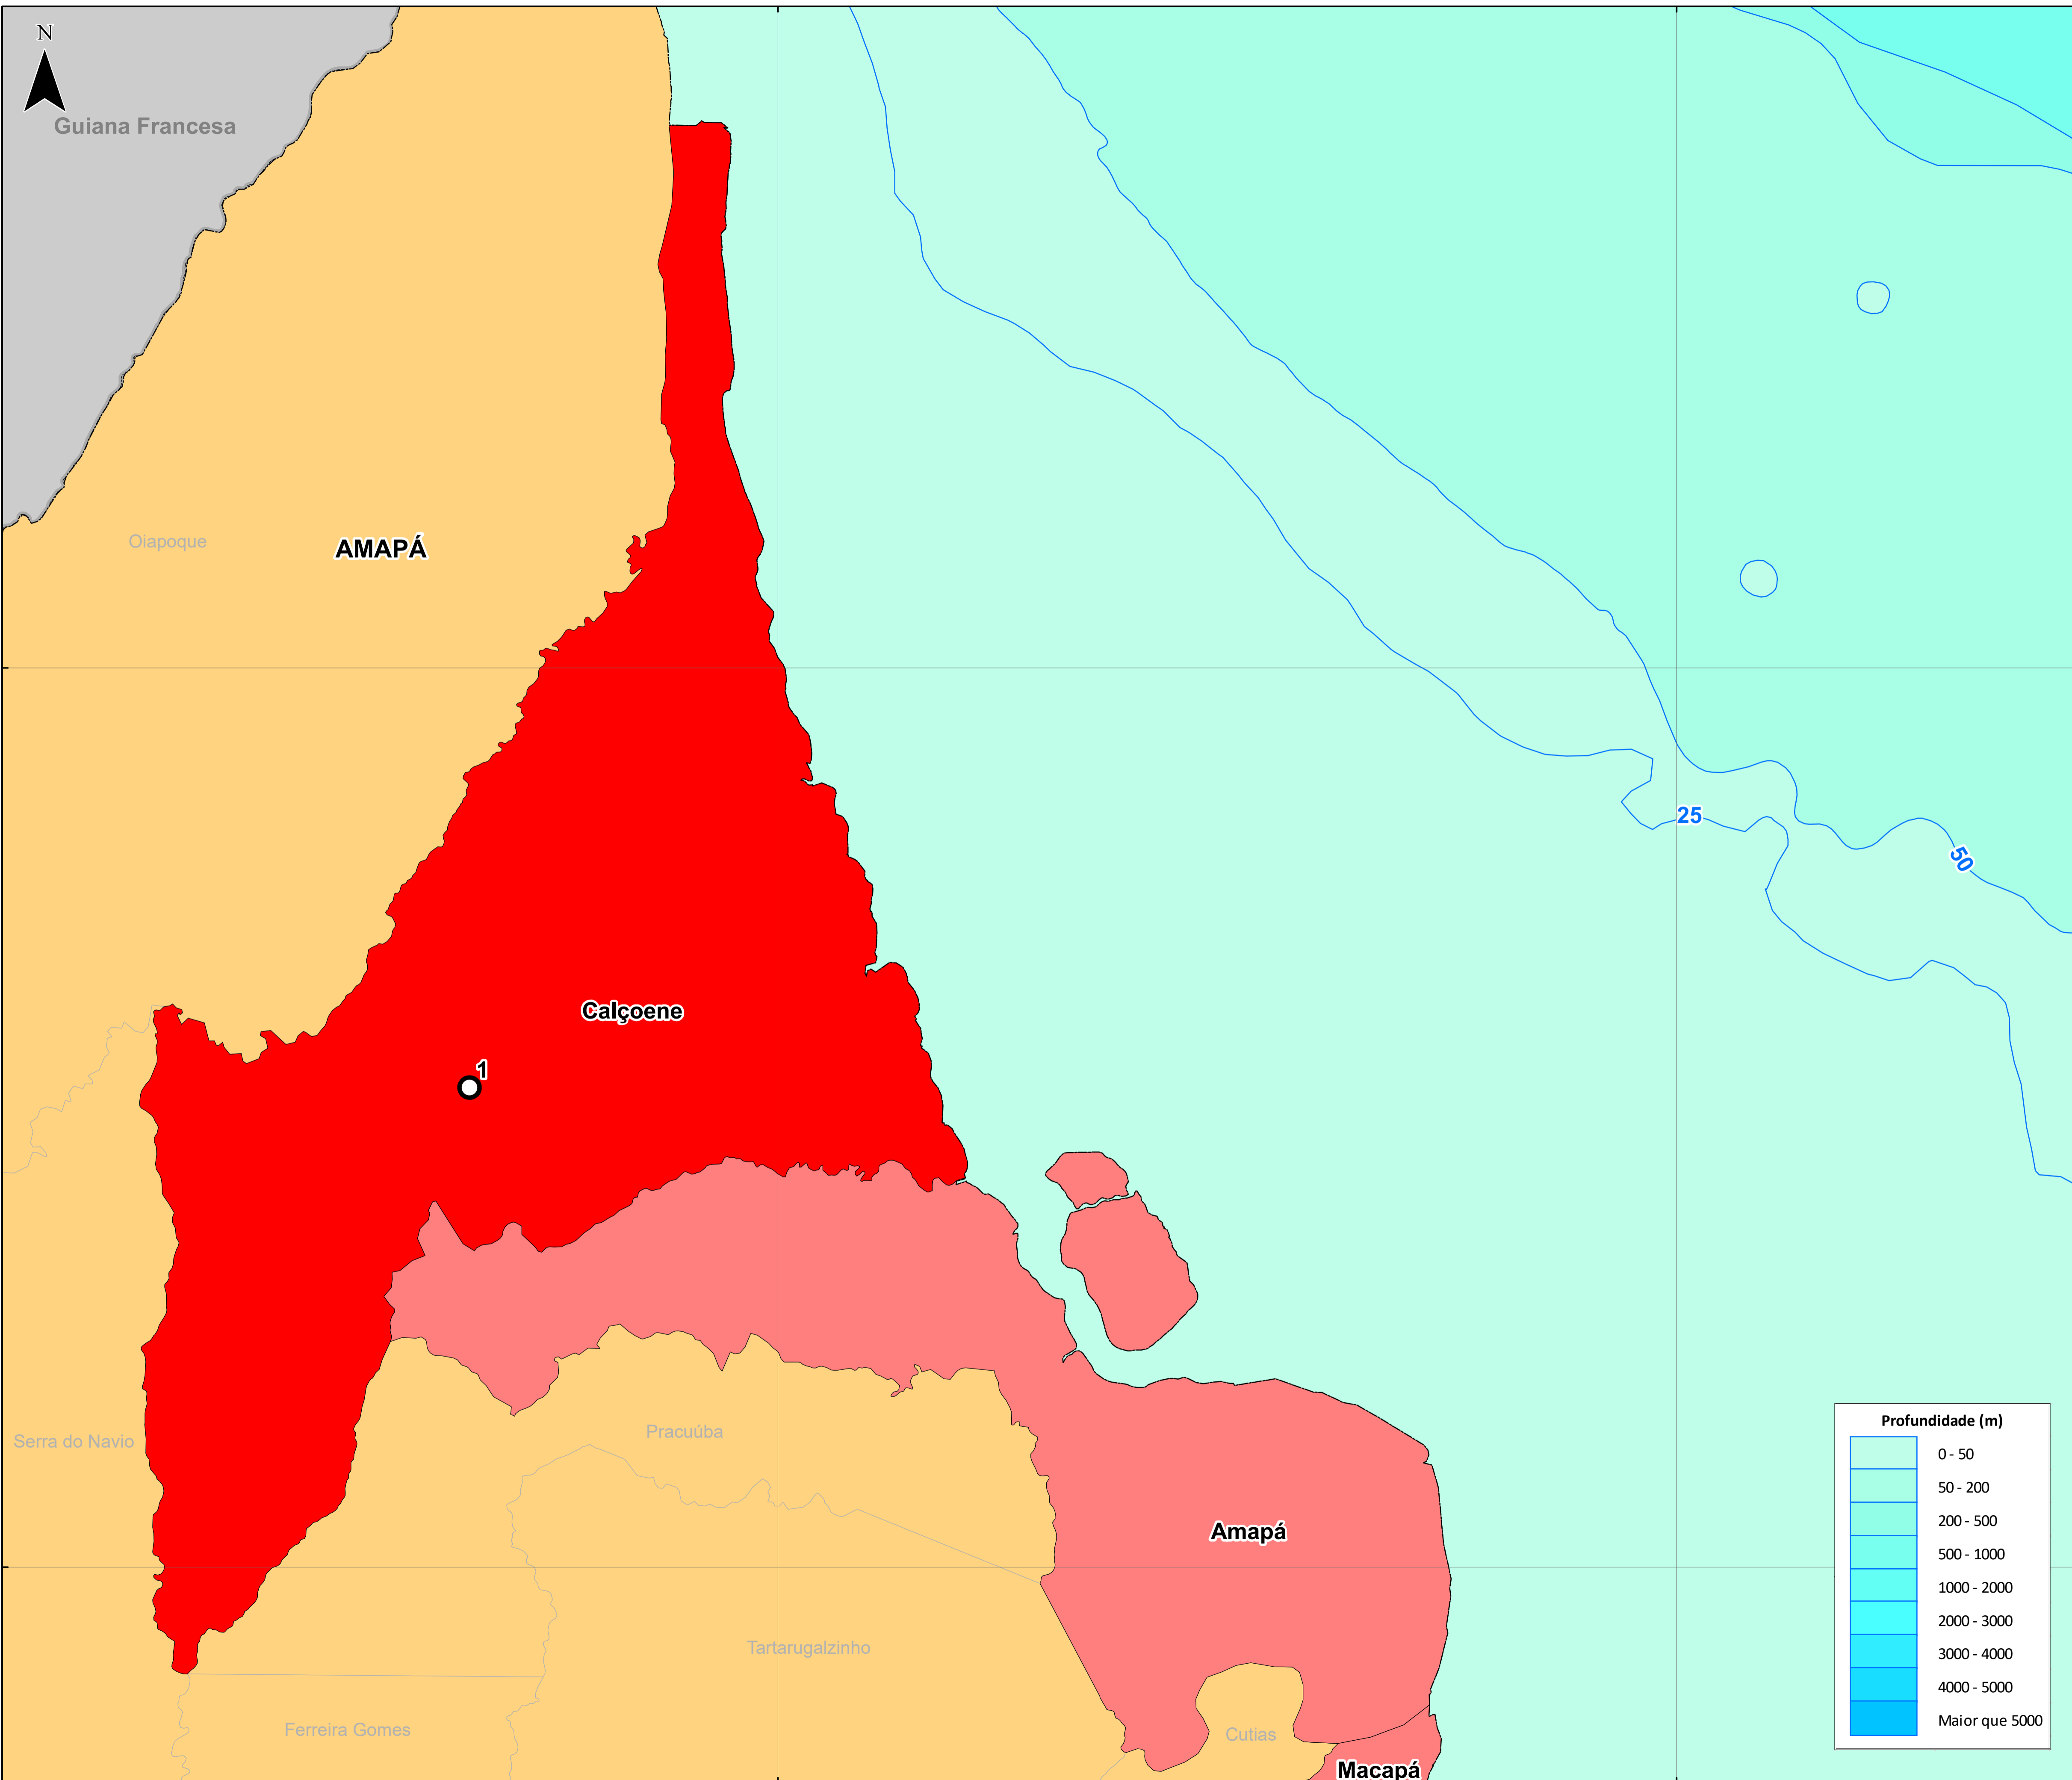 N
Guiana Francesa
Oiapoque
AMAPÁ
25
50
Calçoene
1
Serra do Navio
Pracuúba
Amapá
Tartarugalzinho
Ferreira Gomes
Cutias
Macapá
Profundidade (m)
0 - 50
50 - 200
200 - 500
500 - 1000
1000 - 2000
2000 - 3000
3000 - 4000
4000 - 5000
Maior que 5000